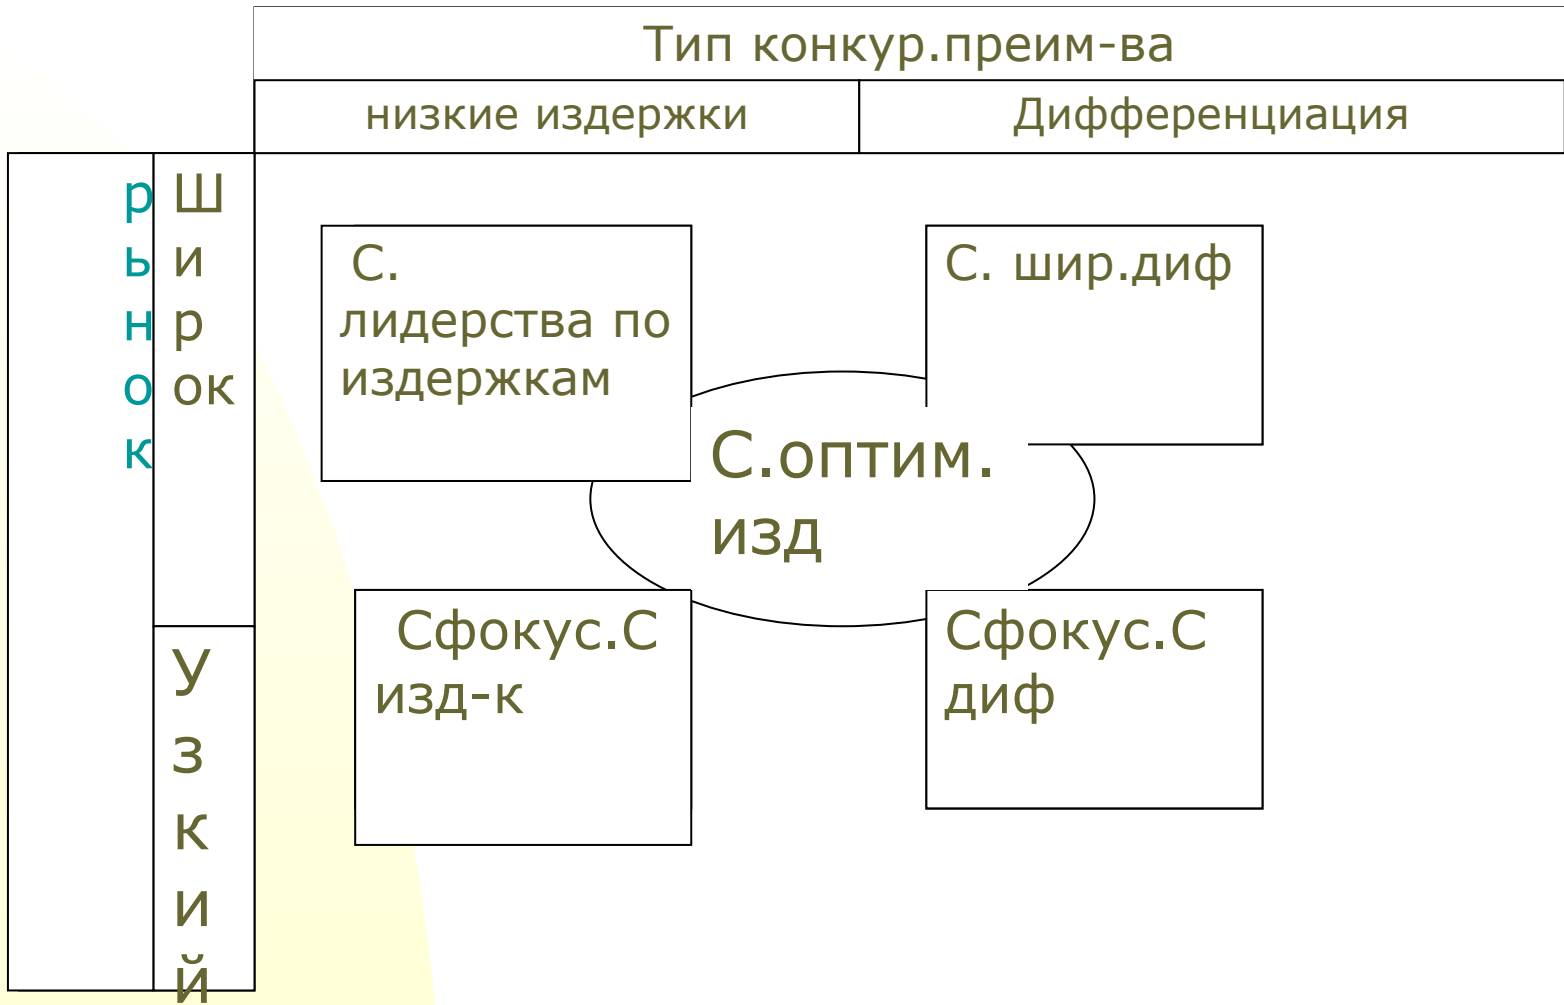 Тип конкур.преим-ва
низкие издержки
Дифференциация
р
ь
н
о
к
Ш
и
р
ок
С.
лидерства по
издержкам
С. шир.диф
С.оптим.
изд
У
з
к
и
й
Сфокус.С
изд-к
Сфокус.С
диф